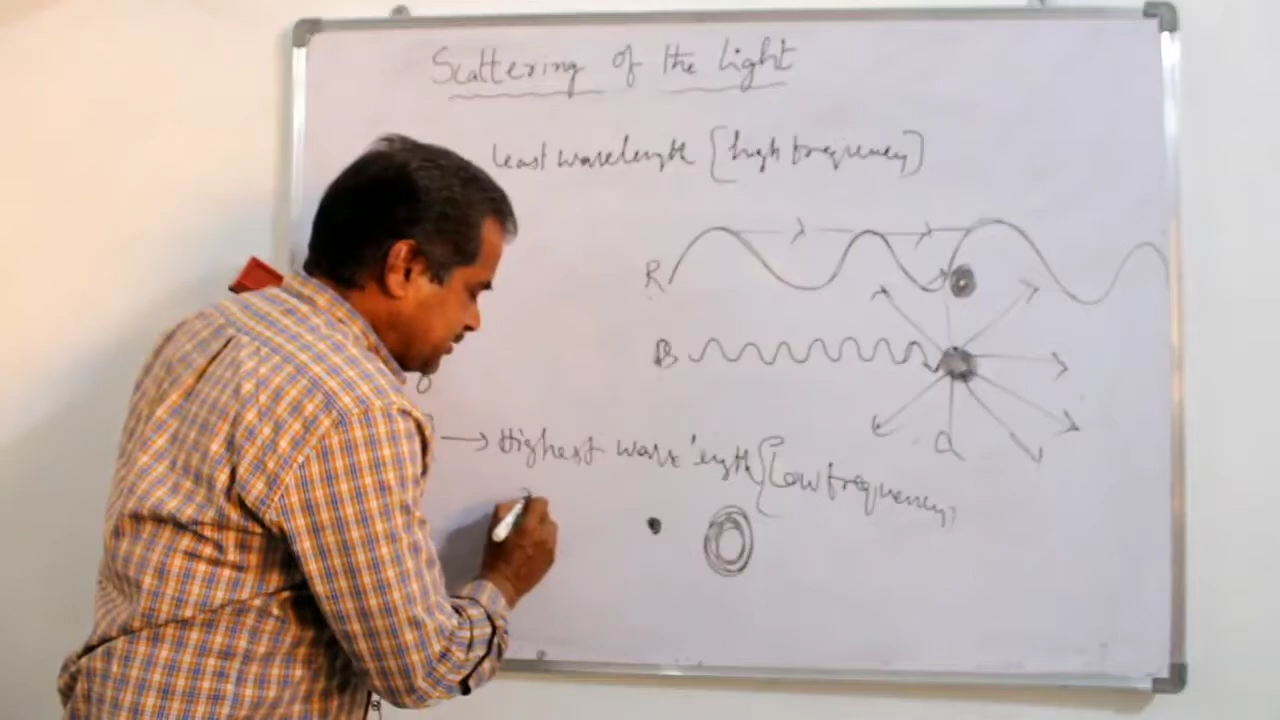 Scattering of the light
least wavelength [high frequency]
R
B
a
O
→ Highest wavelength {Low frequency,